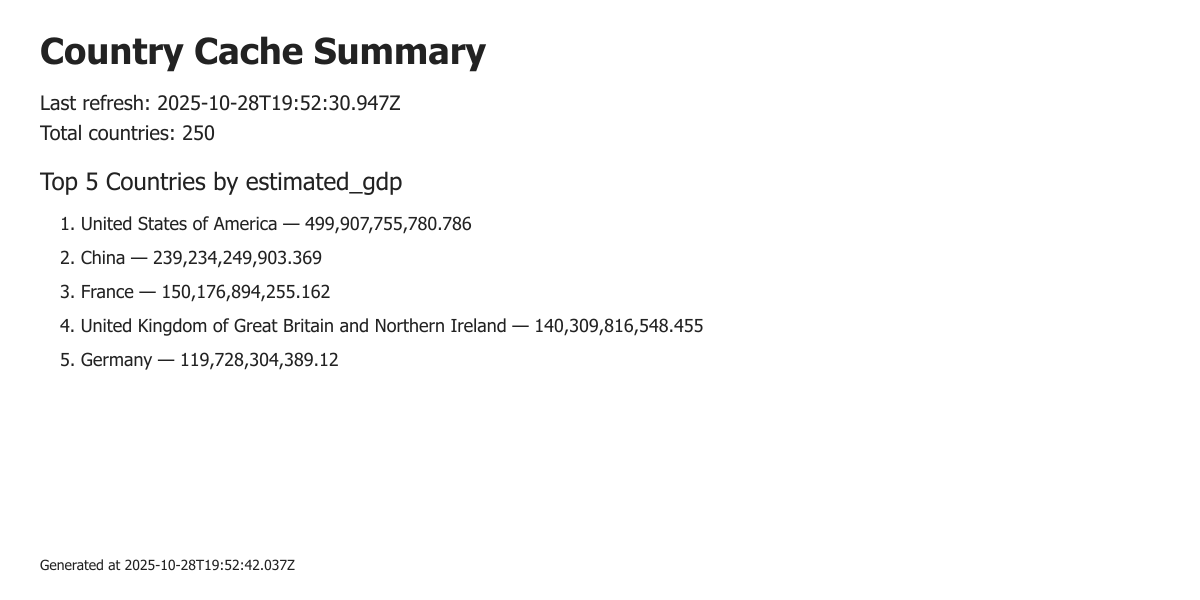 Country Cache Summary
Last refresh: 2025-10-28T19:52:30.947Z
Total countries: 250
Top 5 Countries by estimated_gdp
1. United States of America — 499,907,755,780.786
2. China — 239,234,249,903.369
3. France — 150,176,894,255.162
4. United Kingdom of Great Britain and Northern Ireland — 140,309,816,548.455
5. Germany — 119,728,304,389.12
Generated at 2025-10-28T19:52:42.037Z